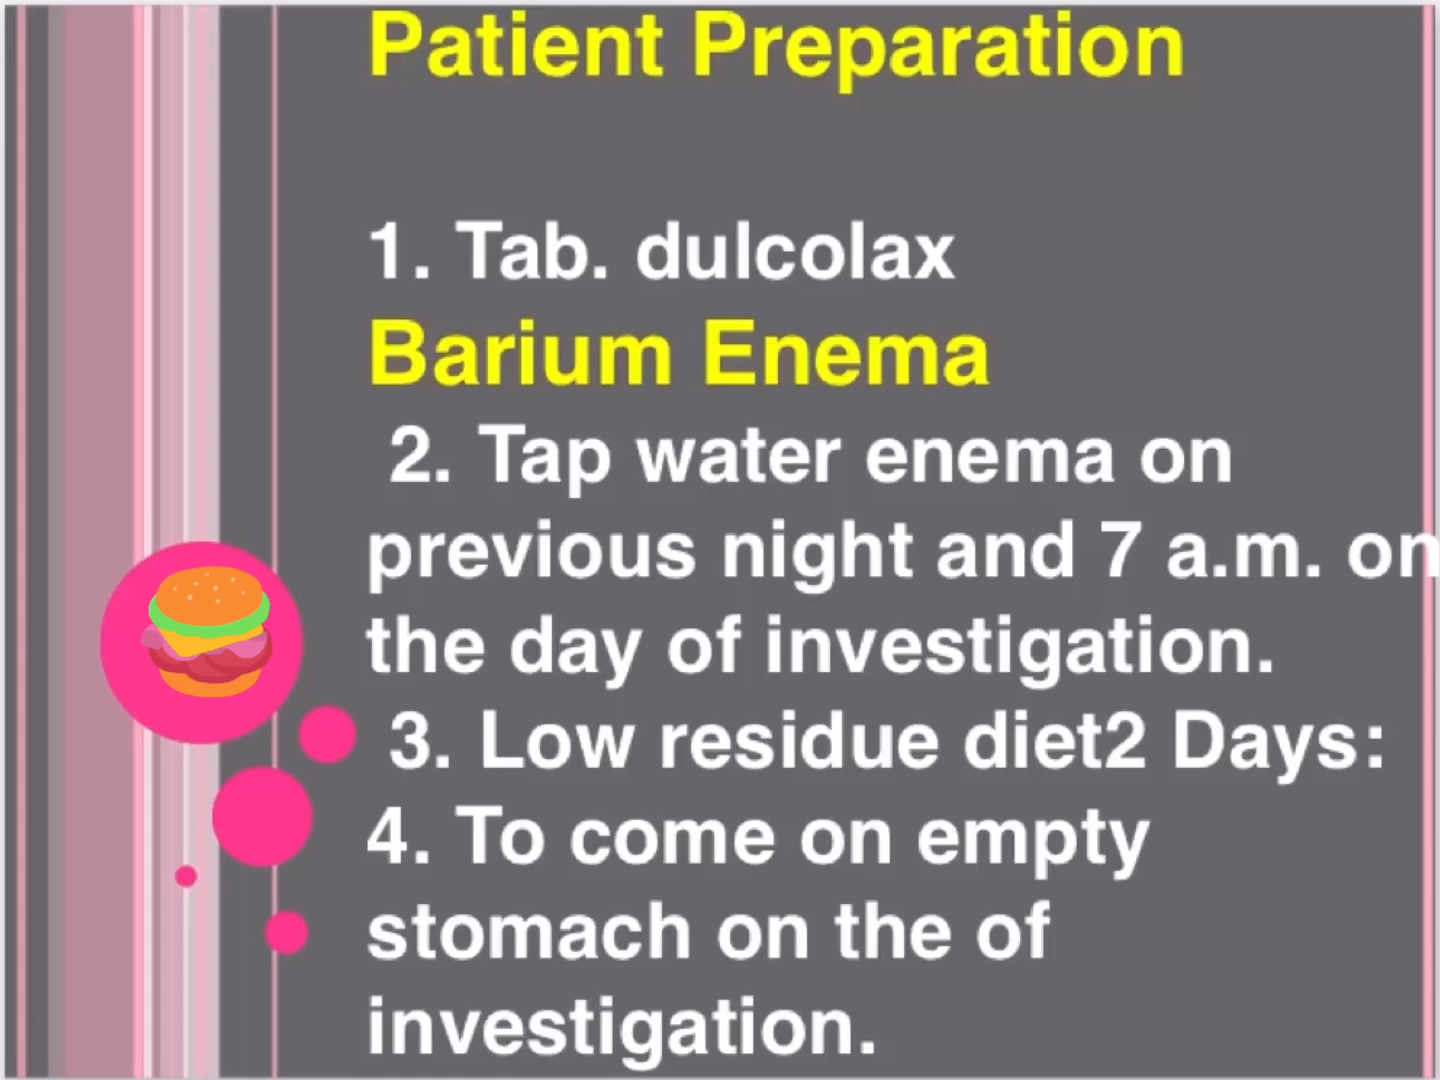 Patient Preparation
1. Tab. dulcolax
Barium Enema
2. Tap water enema on
previous night and 7 a.m. on
the day of investigation.
3. Low residue diet2 Days:
4. To come on empty
stomach on the of
investigation.